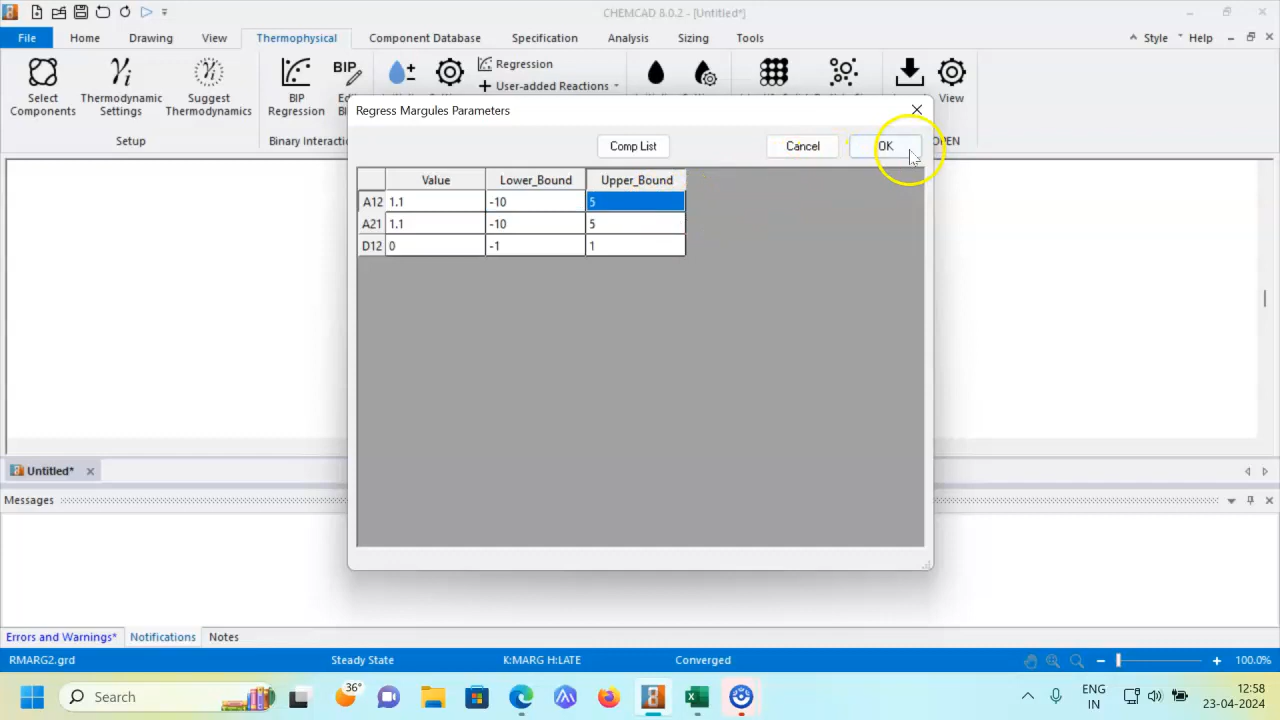 CHEMCAD 8.0.2 - [Untitled*]
File Home Drawing View Thermophysical Component Database Specification Analysis Sizing Tools Style Help
Select Components
Thermodynamic Settings
Suggest Thermodynamics
BIP Regression
BIP
Regression
User-added Reactions
View
Setup
Binary Interactio
Regress Margules Parameters
Comp List Cancel OK
Value Lower_Bound Upper_Bound
A12 1.1 -10 5
A21 1.1 -10 5
D12 0 -1 1
Untitled*
Messages
Errors and Warnings* Notifications Notes
RMARG2.grd Steady State K:MARG H:LATE Converged 100.0%
Search 36° ENG IN 12:58 23-04-2024